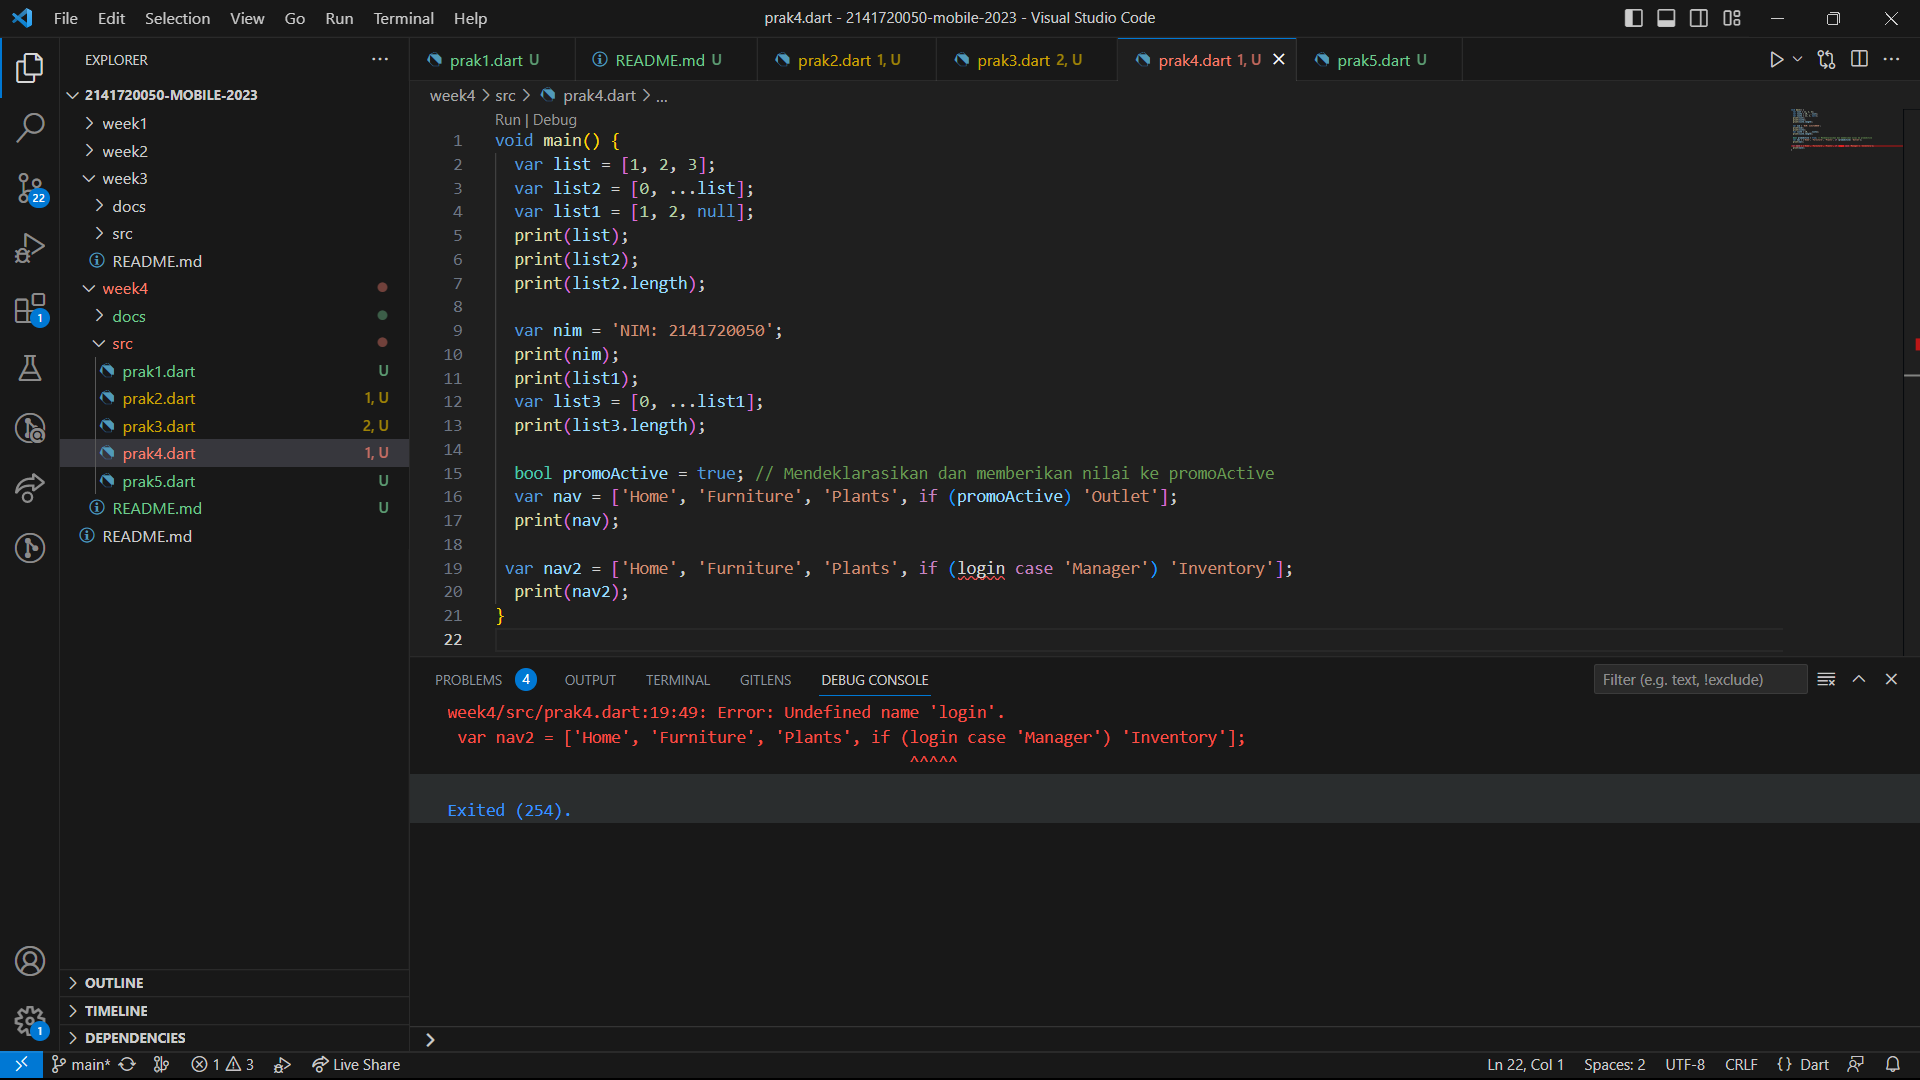 File Edit Selection View Go Run Terminal Help
prak4.dart - 2141720050-mobile-2023 - Visual Studio Code
EXPLORER
2141720050-MOBILE-2023
week1
week2
week3
docs
src
README.md
week4
docs
src
prak1.dart U
prak2.dart 1, U
prak3.dart 2, U
prak4.dart 1, U
prak5.dart U
README.md U
README.md
22
1
OUTLINE
TIMELINE
DEPENDENCIES
1
prak1.dart U README.md U prak2.dart 1, U prak3.dart 2, U prak4.dart 1, U prak5.dart U
week4 > src > prak4.dart > ...
Run | Debug
1 void main() {
2 var list = [1, 2, 3];
3 var list2 = [0, ...list];
4 var list1 = [1, 2, null];
5 print(list);
6 print(list2);
7 print(list2.length);
8
9 var nim = 'NIM: 2141720050';
10 print(nim);
11 print(list1);
12 var list3 = [0, ...list1];
13 print(list3.length);
14
15 bool promoActive = true; // Mendeklarasikan dan memberikan nilai ke promoActive
16 var nav = ['Home', 'Furniture', 'Plants', if (promoActive) 'Outlet'];
17 print(nav);
18
19 var nav2 = ['Home', 'Furniture', 'Plants', if (login case 'Manager') 'Inventory'];
20 print(nav2);
21 }
22
PROBLEMS 4 OUTPUT TERMINAL GITLENS DEBUG CONSOLE
Filter (e.g. text, !exclude)
week4/src/prak4.dart:19:49: Error: Undefined name 'login'.
var nav2 = ['Home', 'Furniture', 'Plants', if (login case 'Manager') 'Inventory'];
^^^^^
Exited (254).
main* 1 3 Live Share
Ln 22, Col 1 Spaces: 2 UTF-8 CRLF {} Dart